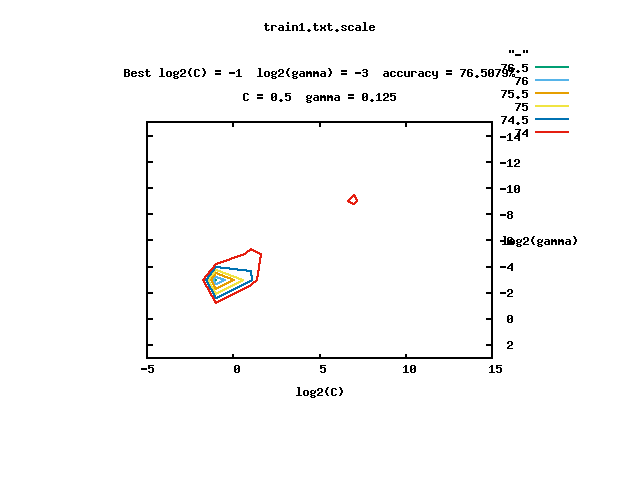 train1.txt.scale
"-"
Best log2(C) = -1  log2(gamma) = -3  accuracy = 76.5079%
76.5
76
C = 0.5  gamma = 0.125
75.5
75
74.5
74
-14
-12
-10
-8
-6
log2(gamma)
-4
-2
0
2
-5 0 5 10 15
log2(C)